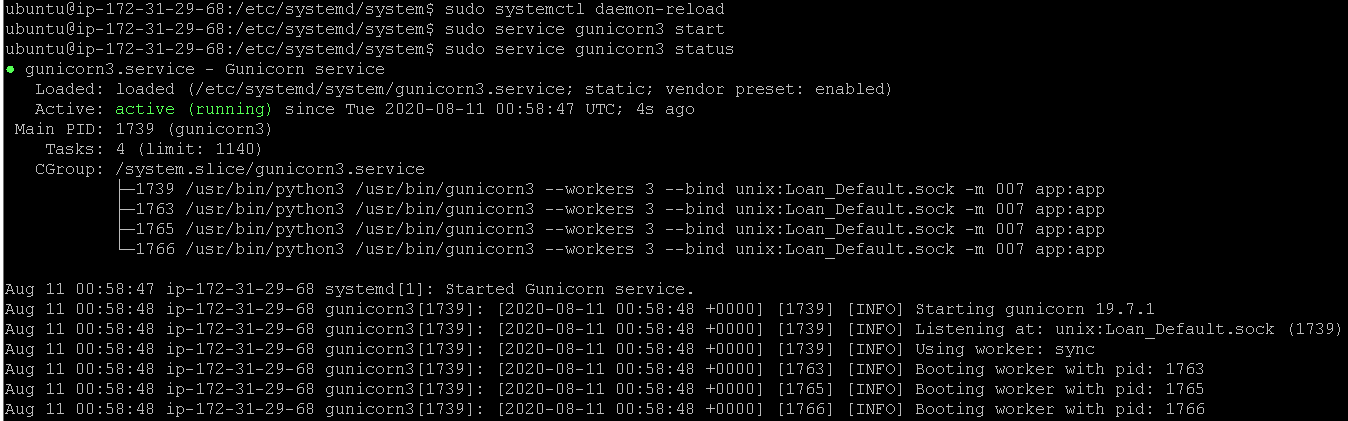 ubuntu@ip-172-31-29-68:/etc/systemd/system$ sudo systemctl daemon-reload
ubuntu@ip-172-31-29-68:/etc/systemd/system$ sudo service gunicorn3 start
ubuntu@ip-172-31-29-68:/etc/systemd/system$ sudo service gunicorn3 status
● gunicorn3.service - Gunicorn service
   Loaded: loaded (/etc/systemd/system/gunicorn3.service; static; vendor preset: enabled)
   Active: active (running) since Tue 2020-08-11 00:58:47 UTC; 4s ago
 Main PID: 1739 (gunicorn3)
    Tasks: 4 (limit: 1140)
   CGroup: /system.slice/gunicorn3.service
           ├─1739 /usr/bin/python3 /usr/bin/gunicorn3 --workers 3 --bind unix:Loan_Default.sock -m 007 app:app
           ├─1763 /usr/bin/python3 /usr/bin/gunicorn3 --workers 3 --bind unix:Loan_Default.sock -m 007 app:app
           ├─1765 /usr/bin/python3 /usr/bin/gunicorn3 --workers 3 --bind unix:Loan_Default.sock -m 007 app:app
           └─1766 /usr/bin/python3 /usr/bin/gunicorn3 --workers 3 --bind unix:Loan_Default.sock -m 007 app:app

Aug 11 00:58:47 ip-172-31-29-68 systemd[1]: Started Gunicorn service.
Aug 11 00:58:48 ip-172-31-29-68 gunicorn3[1739]: [2020-08-11 00:58:48 +0000] [1739] [INFO] Starting gunicorn 19.7.1
Aug 11 00:58:48 ip-172-31-29-68 gunicorn3[1739]: [2020-08-11 00:58:48 +0000] [1739] [INFO] Listening at: unix:Loan_Default.sock (1739)
Aug 11 00:58:48 ip-172-31-29-68 gunicorn3[1739]: [2020-08-11 00:58:48 +0000] [1739] [INFO] Using worker: sync
Aug 11 00:58:48 ip-172-31-29-68 gunicorn3[1739]: [2020-08-11 00:58:48 +0000] [1763] [INFO] Booting worker with pid: 1763
Aug 11 00:58:48 ip-172-31-29-68 gunicorn3[1739]: [2020-08-11 00:58:48 +0000] [1765] [INFO] Booting worker with pid: 1765
Aug 11 00:58:48 ip-172-31-29-68 gunicorn3[1739]: [2020-08-11 00:58:48 +0000] [1766] [INFO] Booting worker with pid: 1766